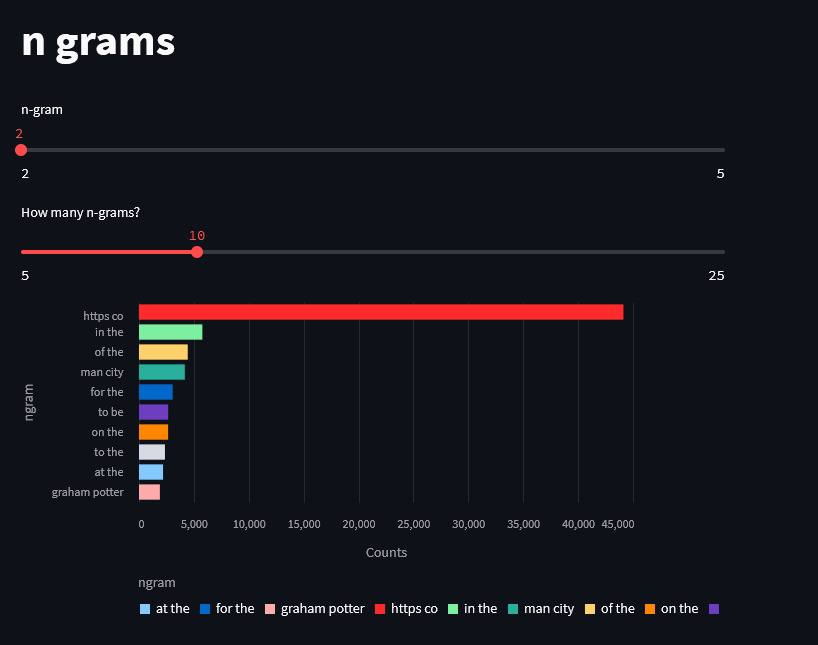 n grams
n-gram
2
2 5
How many n-grams?
10
5 25
https co
in the
of the
man city
for the
to be
on the
to the
at the
graham potter
ngram
0 5,000 10,000 15,000 20,000 25,000 30,000 35,000 40,000 45,000
Counts
ngram
at the for the graham potter https co in the man city of the on the